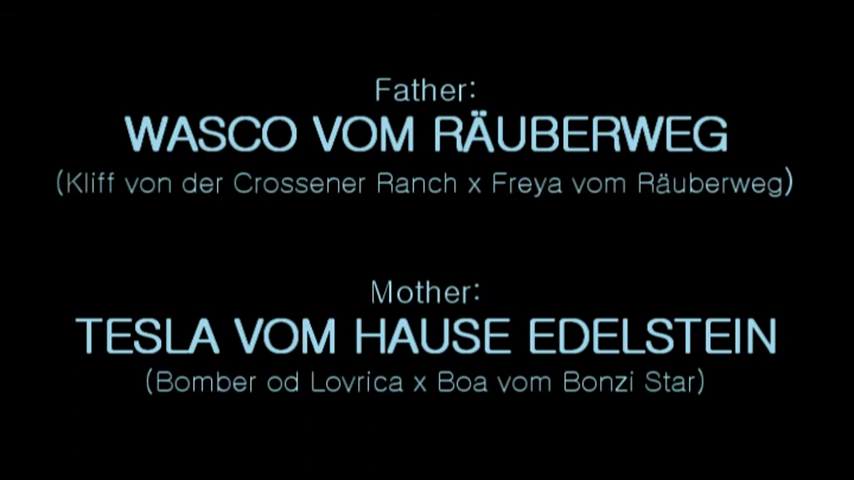 Father:
WASCO VOM RÄUBERWEG
(Kliff von der Crossener Ranch x Freya vom Räuberweg)
Mother:
TESLA VOM HAUSE EDELSTEIN
(Bomber od Lovrica x Boa vom Bonzi Star)